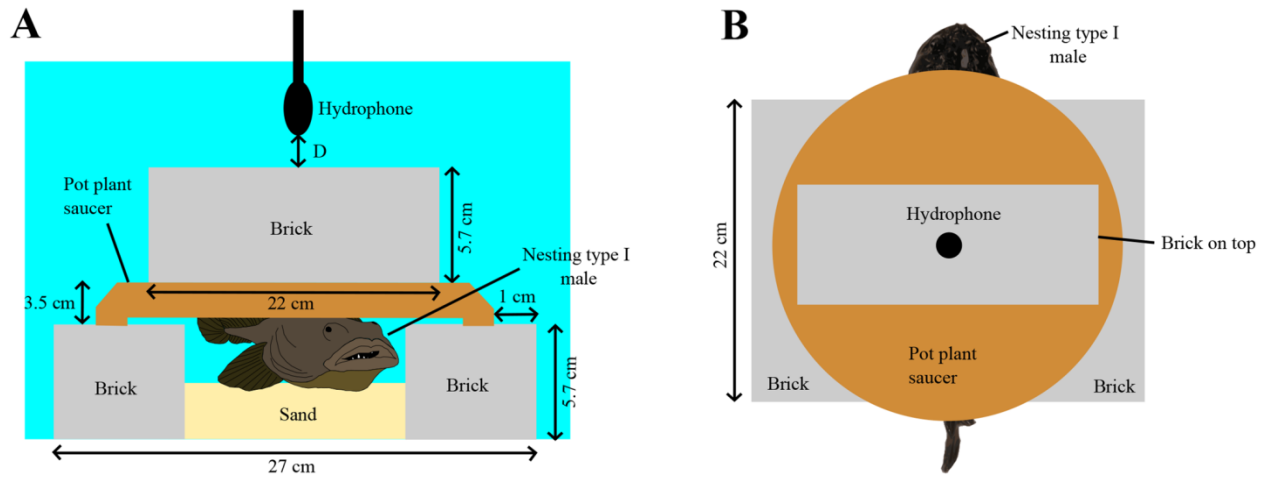 A
Hydrophone
D
Pot plant
saucer
Brick
5.7 cm
Nesting type I
male
3.5 cm
22 cm
1 cm
Brick
Brick
5.7 cm
Sand
27 cm
B
Nesting type I
male
22 cm
Hydrophone
Brick on top
Pot plant
saucer
Brick
Brick